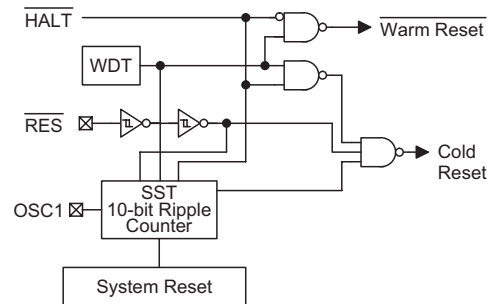 HALT
Warm Reset
WDT
RES
Cold
Reset
SST
10-bit Ripple
Counter
OSC1
System Reset